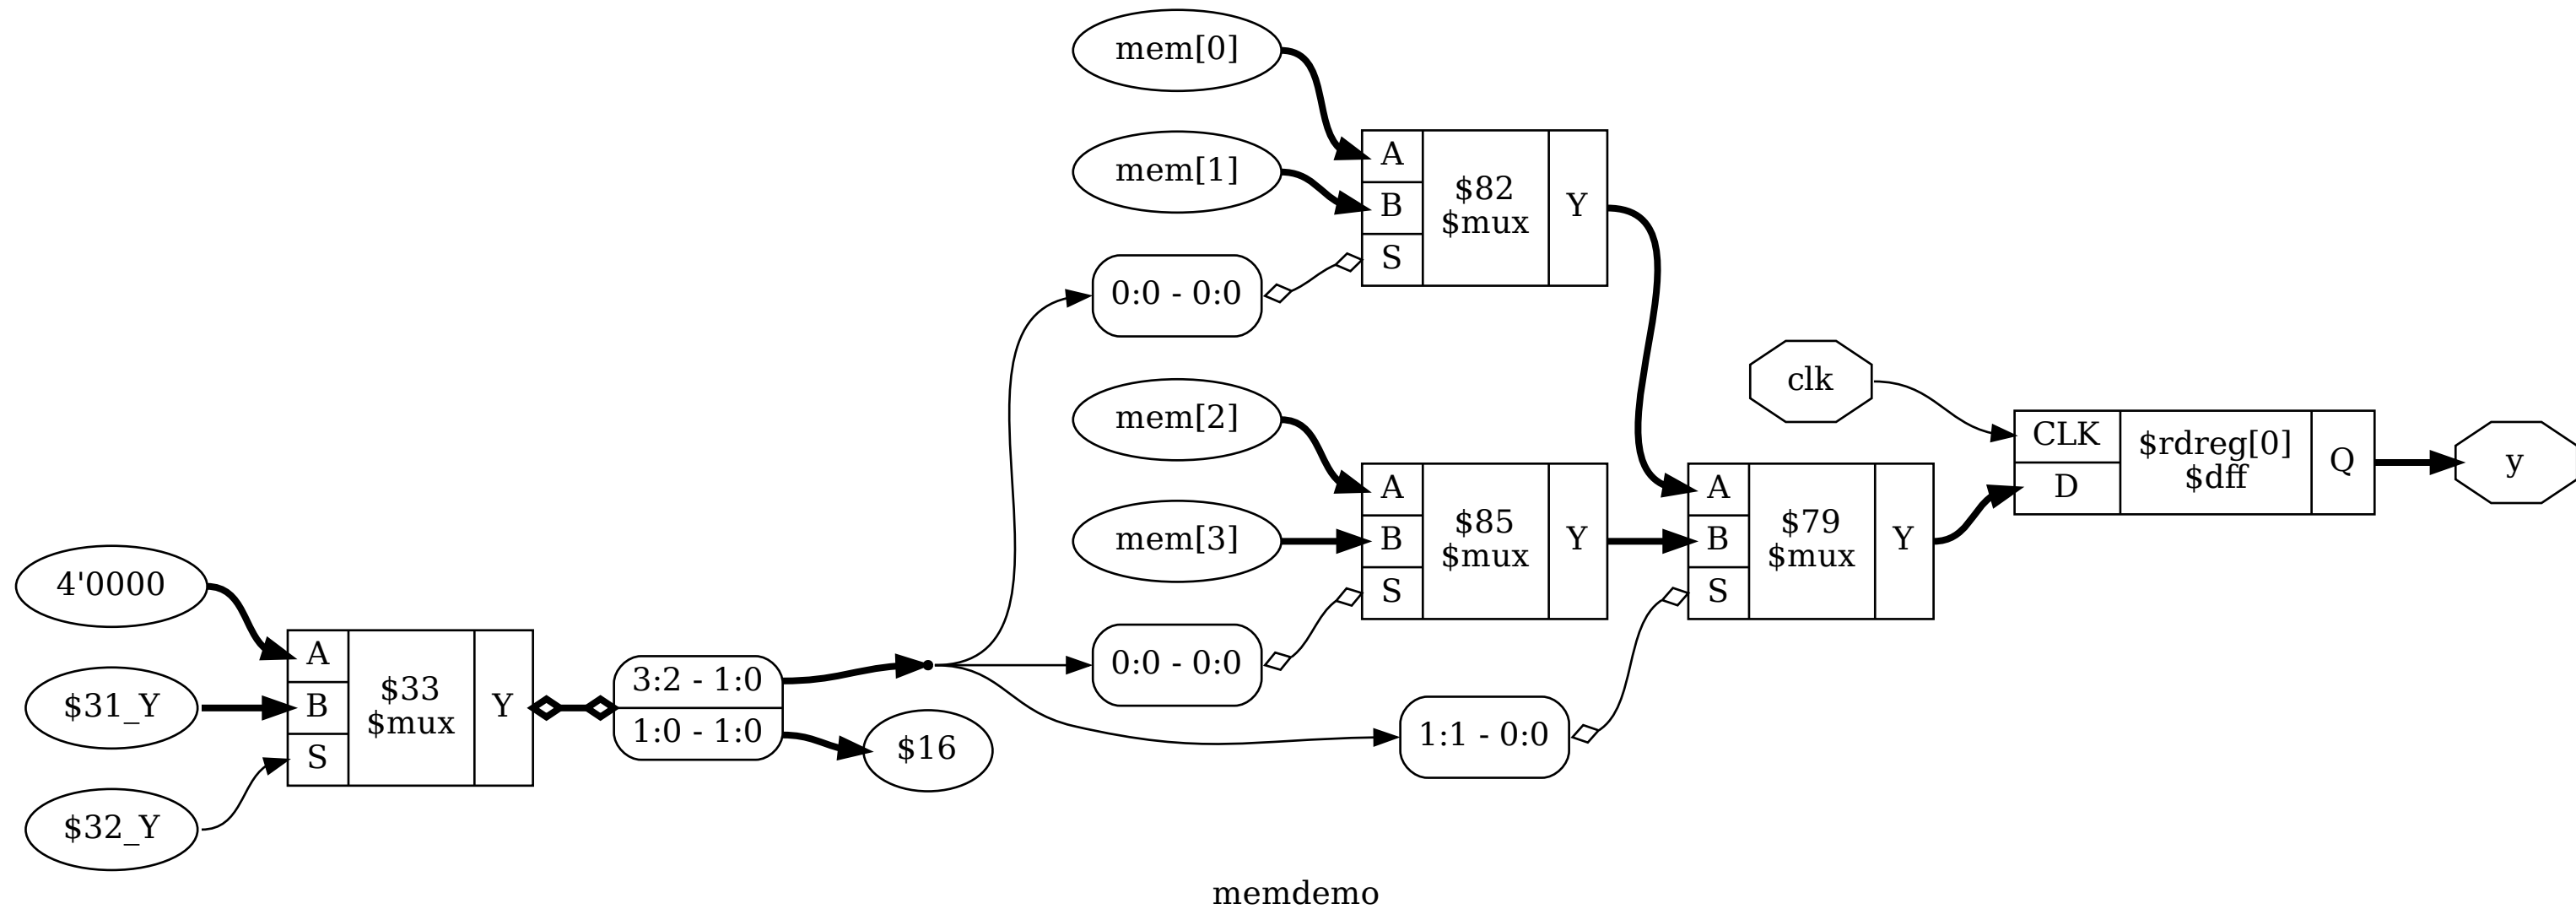 mem[0]
mem[1]
0:0 - 0:0
A
B
S
$82
$mux
Y
mem[2]
mem[3]
0:0 - 0:0
A
B
S
$85
$mux
Y
clk
A
B
S
$79
$mux
Y
CLK
D
$rdreg[0]
$dff
Q
y
4'0000
$31_Y
$32_Y
A
B
S
$33
$mux
Y
3:2 - 1:0
1:0 - 1:0
$16
1:1 - 0:0
memdemo